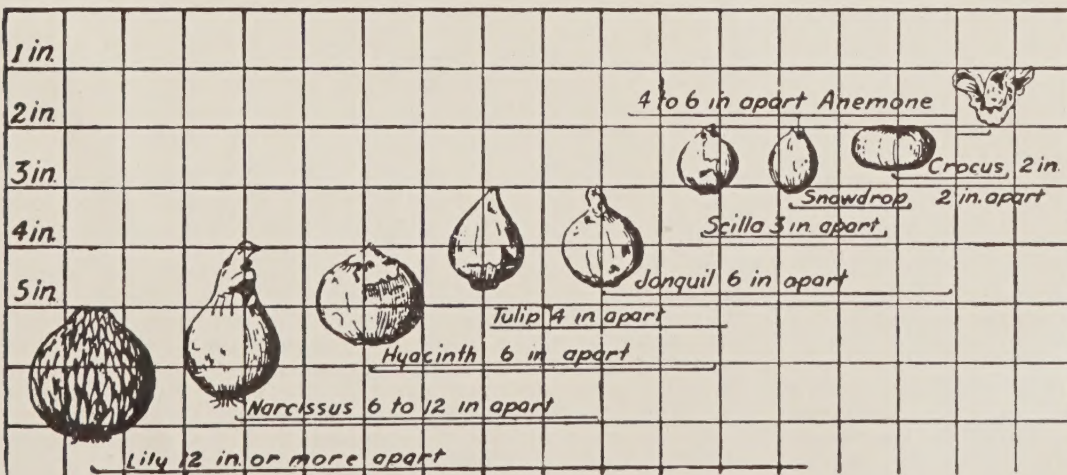 1 in.
2 in.
4 to 6 in apart Anemone
3 in.
Crocus, 2 in.
Snowdrop 2 in. apart
4 in.
Scilla 3 in apart
5 in
Jonquil 6 in apart
Tulip 4 in apart
Hyacinth 6 in apart
Narcissus 6 to 12 in apart
Lily 12 in. or more apart